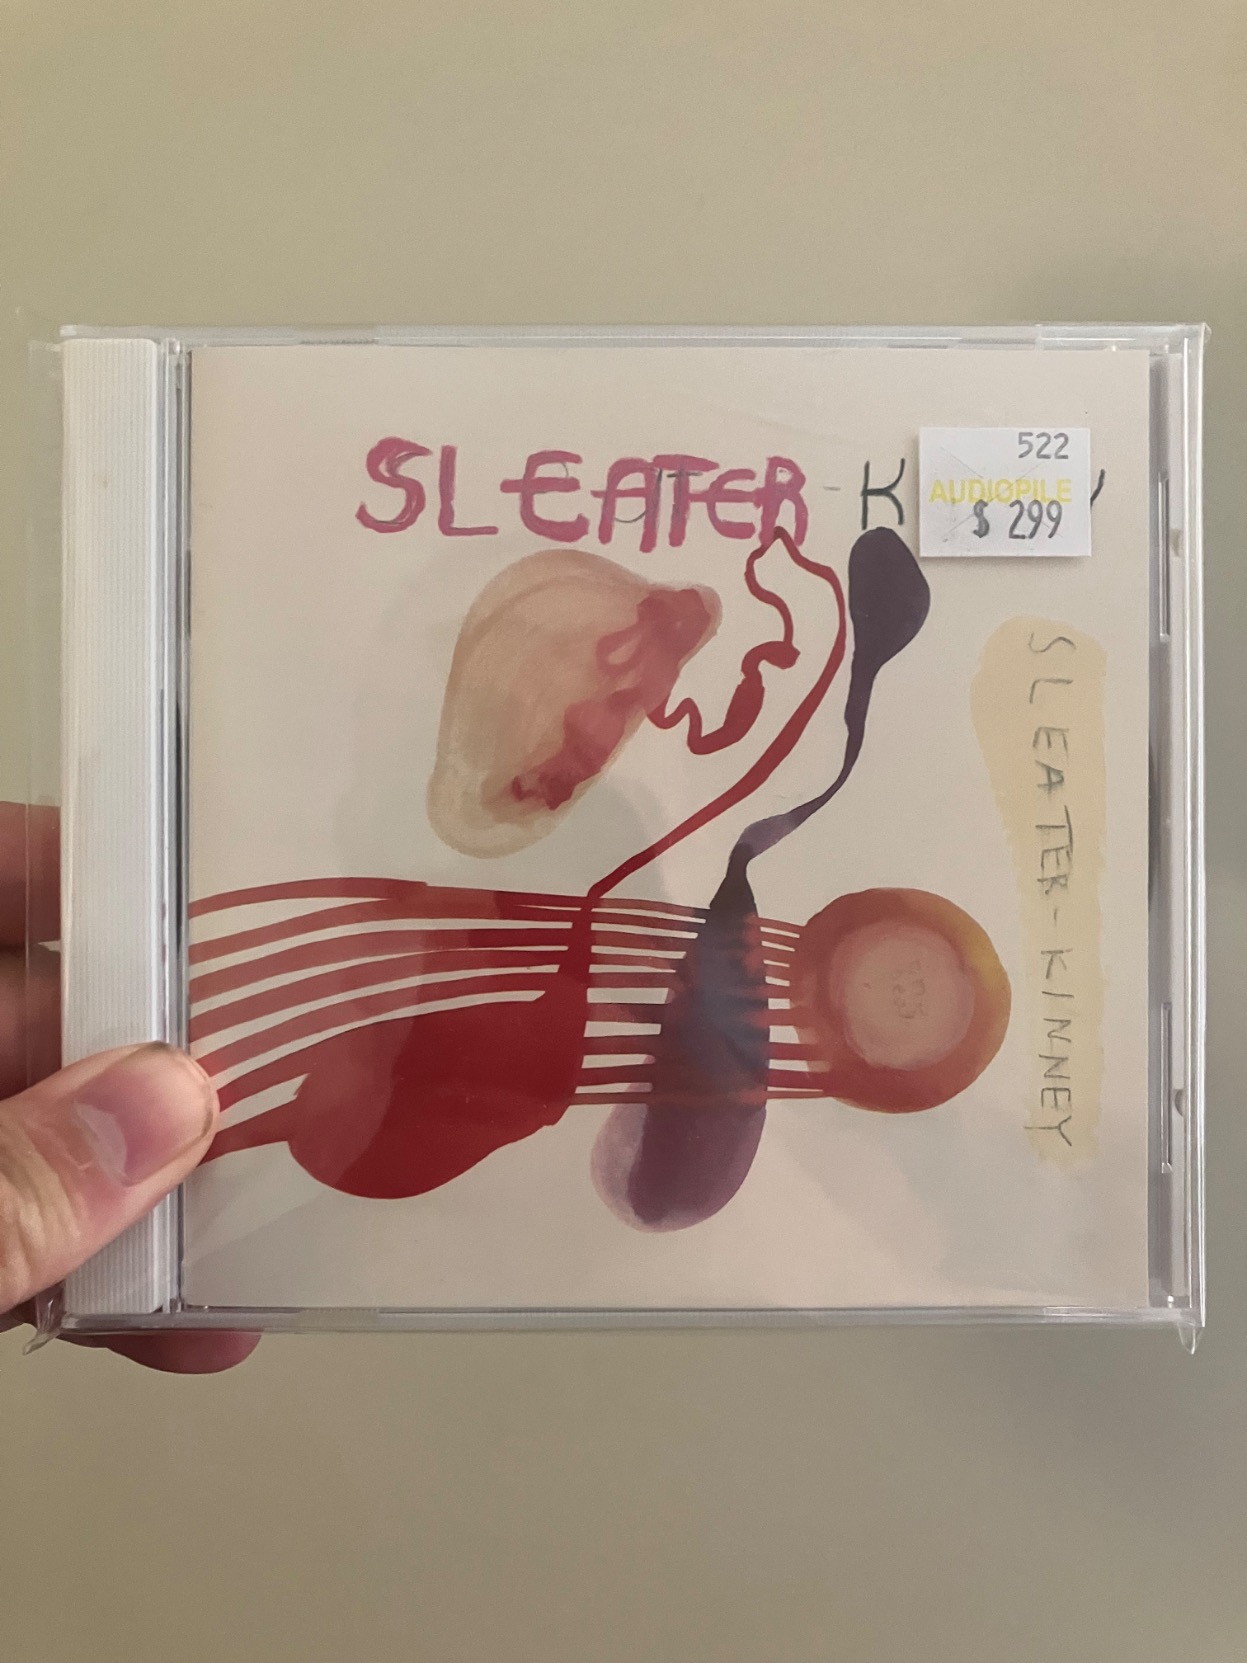 SLEATER - K Y
522
AUDIOPILE
$ 299
SLEATER-KINNEY